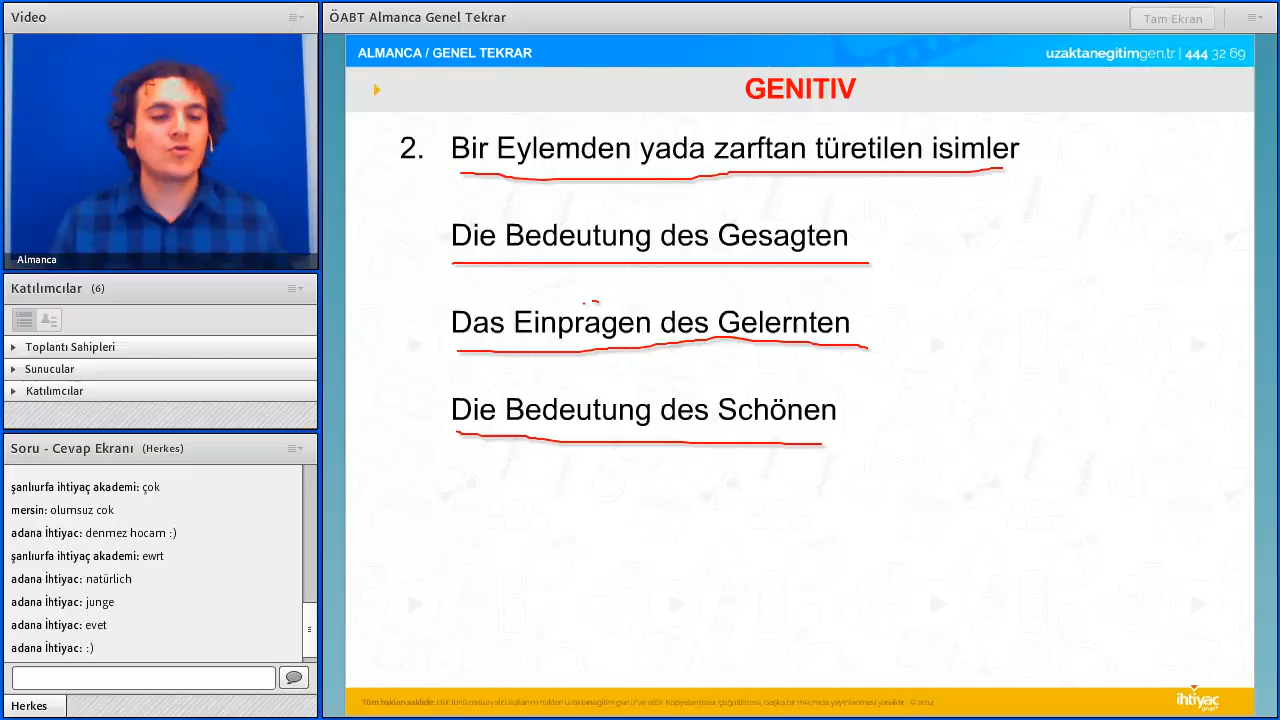 Video
ÖABT Almanca Genel Tekrar
Tam Ekran
ALMANCA / GENEL TEKRAR
uzaktanegitimgen.tr | 444 32 69
GENITIV
2. Bir Eylemden yada zarftan türetilen isimler
Die Bedeutung des Gesagten
Das Einpragen des Gelernten
Die Bedeutung des Schönen
Almanca
Katılımcılar (6)
Toplantı Sahipleri
Sunucular
Katılımcılar
Soru - Cevap Ekranı (Herkes)
şanlıurfa ihtiyaç akademi: çok
mersin: olumsuz cok
adana İhtiyac: denmez hocam :)
şanlıurfa ihtiyaç akademi: ewrt
adana İhtiyac: natürlich
adana İhtiyac: junge
adana İhtiyac: evet
adana İhtiyac: :)
Herkes
Tüm hakları saklıdır.
ihtiyaç